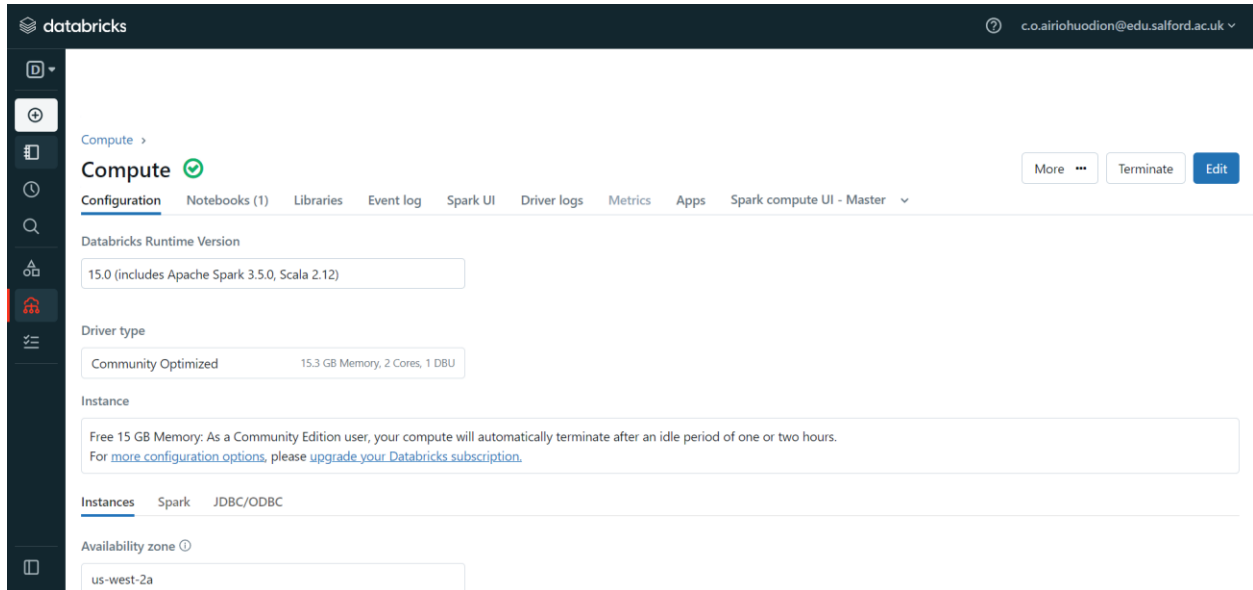 databricks
c.o.airiohuodion@edu.salford.ac.uk
D
Compute >
Compute
More ... Terminate Edit
Configuration Notebooks (1) Libraries Event log Spark UI Driver logs Metrics Apps Spark compute UI - Master
Databricks Runtime Version
15.0 (includes Apache Spark 3.5.0, Scala 2.12)
Driver type
Community Optimized 15.3 GB Memory, 2 Cores, 1 DBU
Instance
Free 15 GB Memory: As a Community Edition user, your compute will automatically terminate after an idle period of one or two hours.
For more configuration options, please upgrade your Databricks subscription.
Instances Spark JDBC/ODBC
Availability zone
us-west-2a